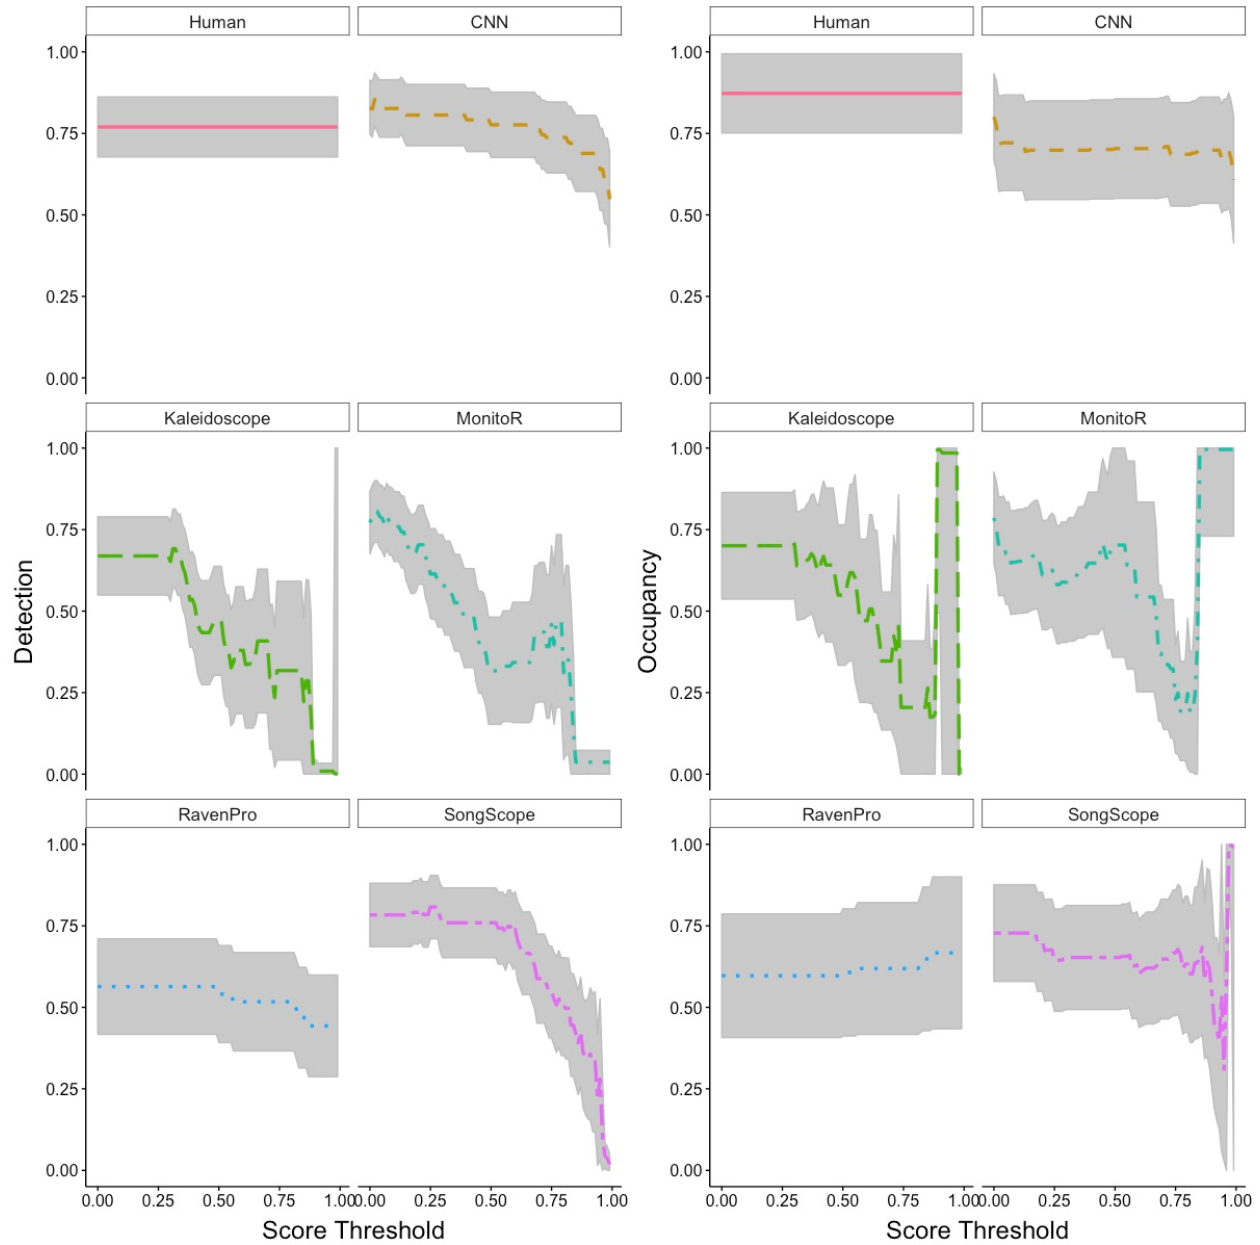 Human CNN Human CNN
1.00 1.00
0.75 0.75
0.50 0.50
0.25 0.25
0.00 0.00
Kaleidoscope MonitoR Kaleidoscope MonitoR
1.00 1.00
0.75 0.75
0.50 0.50
0.25 0.25
0.00 0.00
Detection
Occupancy
RavenPro SongScope RavenPro SongScope
1.00 1.00
0.75 0.75
0.50 0.50
0.25 0.25
0.00 0.00
0.00 0.25 0.50 0.75 1.00 0.00 0.25 0.50 0.75 1.00 0.00 0.25 0.50 0.75 1.00 0.00 0.25 0.50 0.75 1.00
Score Threshold Score Threshold